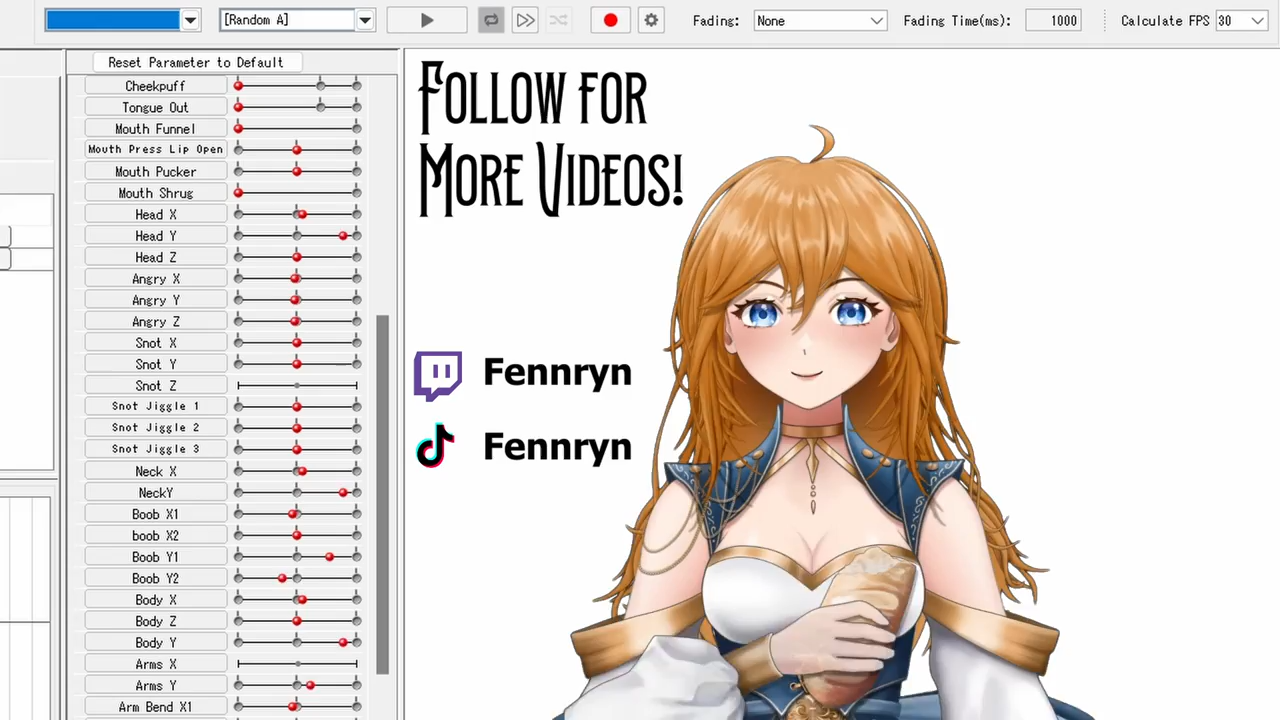 [Random A]
Fading:
None
Fading Time(ms):
1000
Calculate FPS
30
Reset Parameter to Default
Cheekpuff
Tongue Out
Mouth Funnel
Mouth Press Lip Open
Mouth Pucker
Mouth Shrug
Head X
Head Y
Head Z
Angry X
Angry Y
Angry Z
Snot X
Snot Y
Snot Z
Snot Jiggle 1
Snot Jiggle 2
Snot Jiggle 3
Neck X
NeckY
Boob X1
boob X2
Boob Y1
Boob Y2
Body X
Body Z
Body Y
Arms X
Arms Y
Arm Bend X1
FOLLOW FOR
MORE VIDEOS!
Fennryn
Fennryn